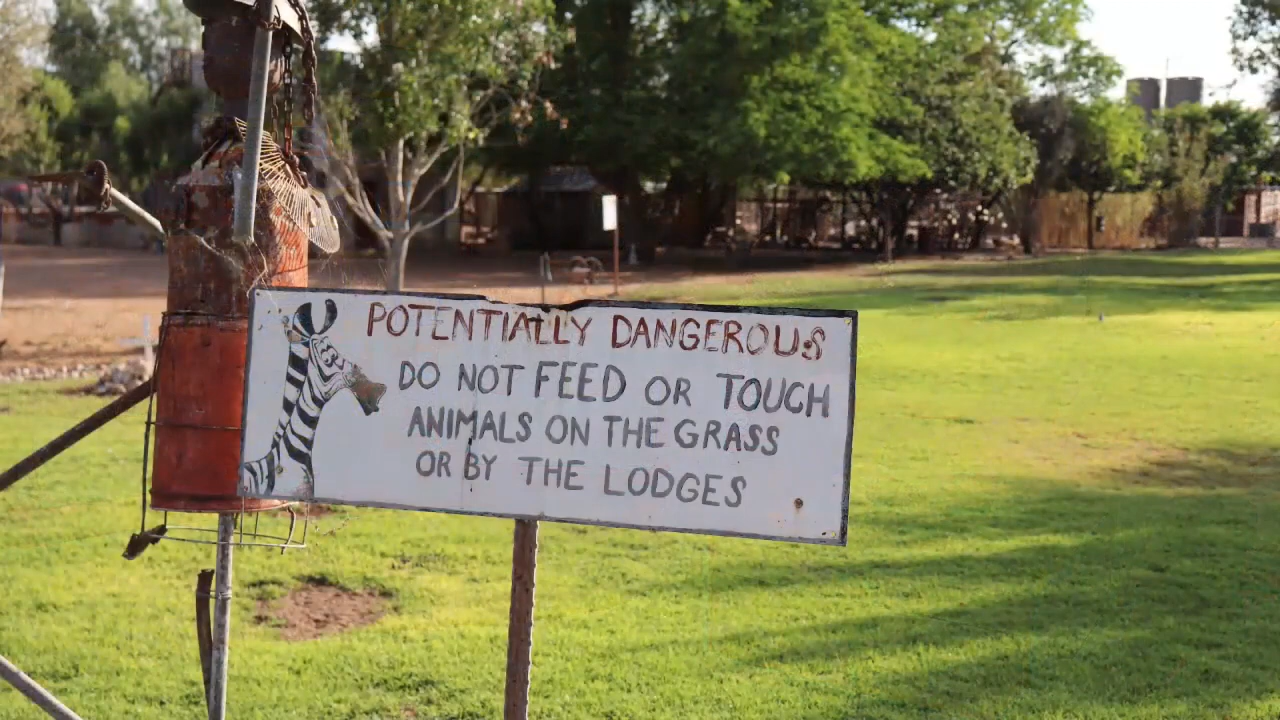 POTENTIALLY DANGEROUS
DO NOT FEED OR TOUCH
ANIMALS ON THE GRASS
OR BY THE LODGES